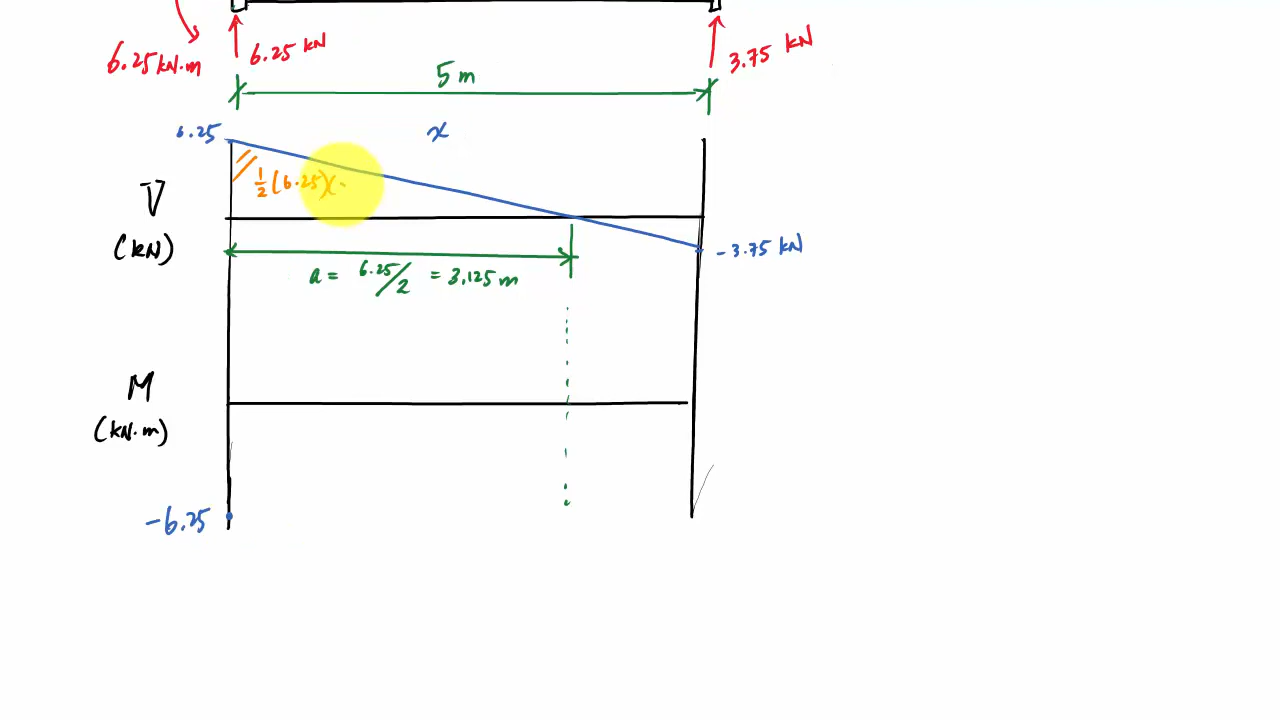 6.25 kN.m
6.25 kN
3.75 kN
5 m
6.25
x
1/2 (6.25)(
V
(kN)
- 3.75 kN
a = 6.25/2 = 3.125 m
M
(kN.m)
-6.25